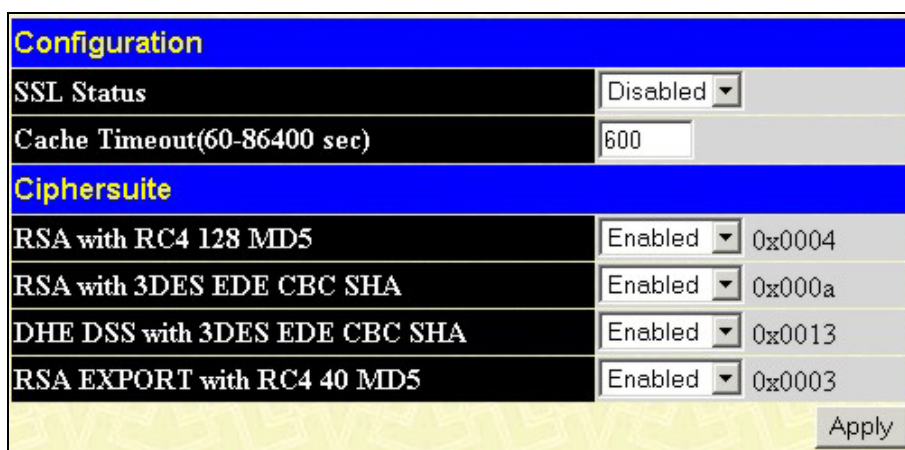 Configuration
SSL Status Disabled
Cache Timeout(60-86400 sec) 600
Ciphersuite
RSA with RC4 128 MD5 Enabled 0x0004
RSA with 3DES EDE CBC SHA Enabled 0x000a
DHE DSS with 3DES EDE CBC SHA Enabled 0x0013
RSA EXPORT with RC4 40 MD5 Enabled 0x0003
Apply